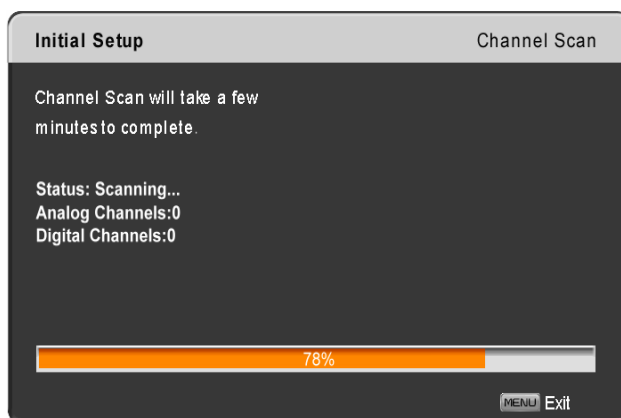 Initial Setup Channel Scan
Channel Scan will take a few
minutes to complete.
Status: Scanning...
Analog Channels:0
Digital Channels:0
78%
MENU Exit